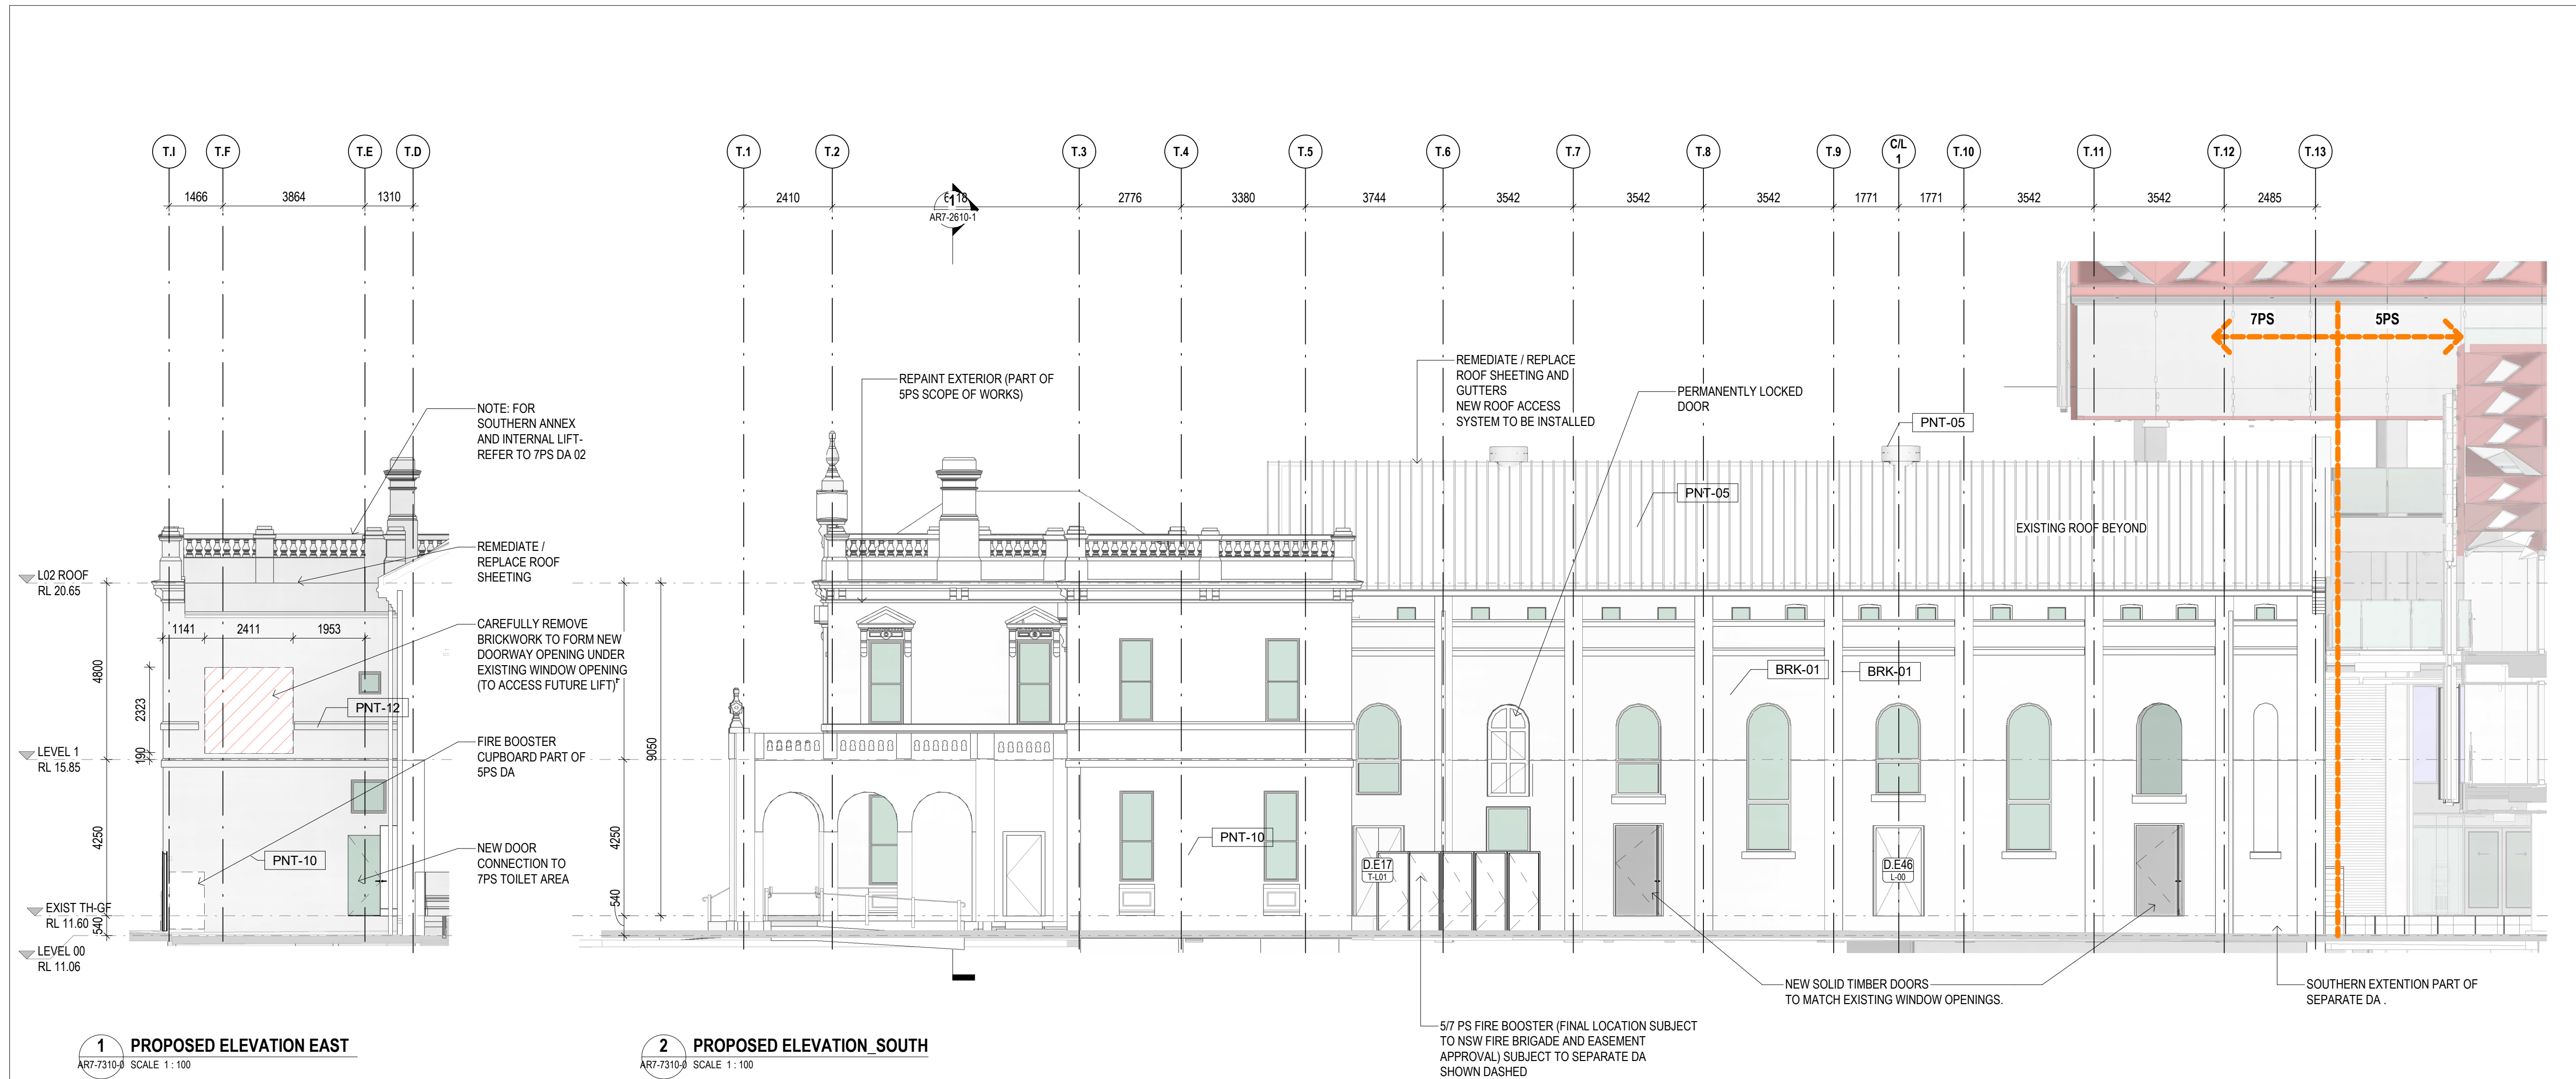 T.I T.F T.E T.D T.1 T.2 T.3 T.4 T.5 T.6 T.7 T.8 T.9 C/L 1 T.10 T.11 T.12 T.13
1466 3864 1310 2410 2776 3380 3744 3542 3542 3542 1771 1771 3542 3542 2485
1
AR7-2610-1
7PS 5PS
REPAINT EXTERIOR (PART OF
5PS SCOPE OF WORKS)
REMEDIATE / REPLACE
ROOF SHEETING AND
GUTTERS
NEW ROOF ACCESS
SYSTEM TO BE INSTALLED
PERMANENTLY LOCKED
DOOR
PNT-05
NOTE: FOR
SOUTHERN ANNEX
AND INTERNAL LIFT-
REFER TO 7PS DA 02
PNT-05
EXISTING ROOF BEYOND
REMEDIATE /
REPLACE ROOF
SHEETING
L02 ROOF
RL 20.65
CAREFULLY REMOVE
BRICKWORK TO FORM NEW
DOORWAY OPENING UNDER
EXISTING WINDOW OPENING
(TO ACCESS FUTURE LIFT)
1141 2411 1953
4800
2323
190
PNT-12
9050
BRK-01
BRK-01
LEVEL 1
RL 15.85
FIRE BOOSTER
CUPBOARD PART OF
5PS DA
4250
4250
PNT-10
PNT-10
NEW DOOR
CONNECTION TO
7PS TOILET AREA
D.E17
T-L01
D.E46
L-00
EXIST TH-GF
RL 11.60
540
540
LEVEL 00
RL 11.06
NEW SOLID TIMBER DOORS
TO MATCH EXISTING WINDOW OPENINGS.
SOUTHERN EXTENTION PART OF
SEPARATE DA .
5/7 PS FIRE BOOSTER (FINAL LOCATION SUBJECT
TO NSW FIRE BRIGADE AND EASEMENT
APPROVAL) SUBJECT TO SEPARATE DA
SHOWN DASHED
1
AR7-7310-0
PROPOSED ELEVATION EAST
SCALE 1 : 100
2
AR7-7310-0
PROPOSED ELEVATION_SOUTH
SCALE 1 : 100